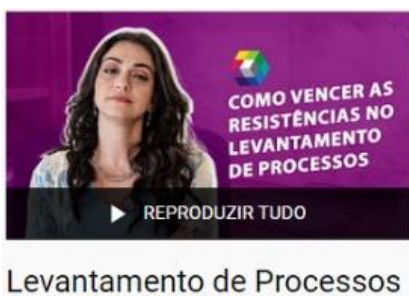 COMO VENCER AS
RESISTÊNCIAS NO
LEVANTAMENTO
DE PROCESSOS
REPRODUZIR TUDO
Levantamento de Processos